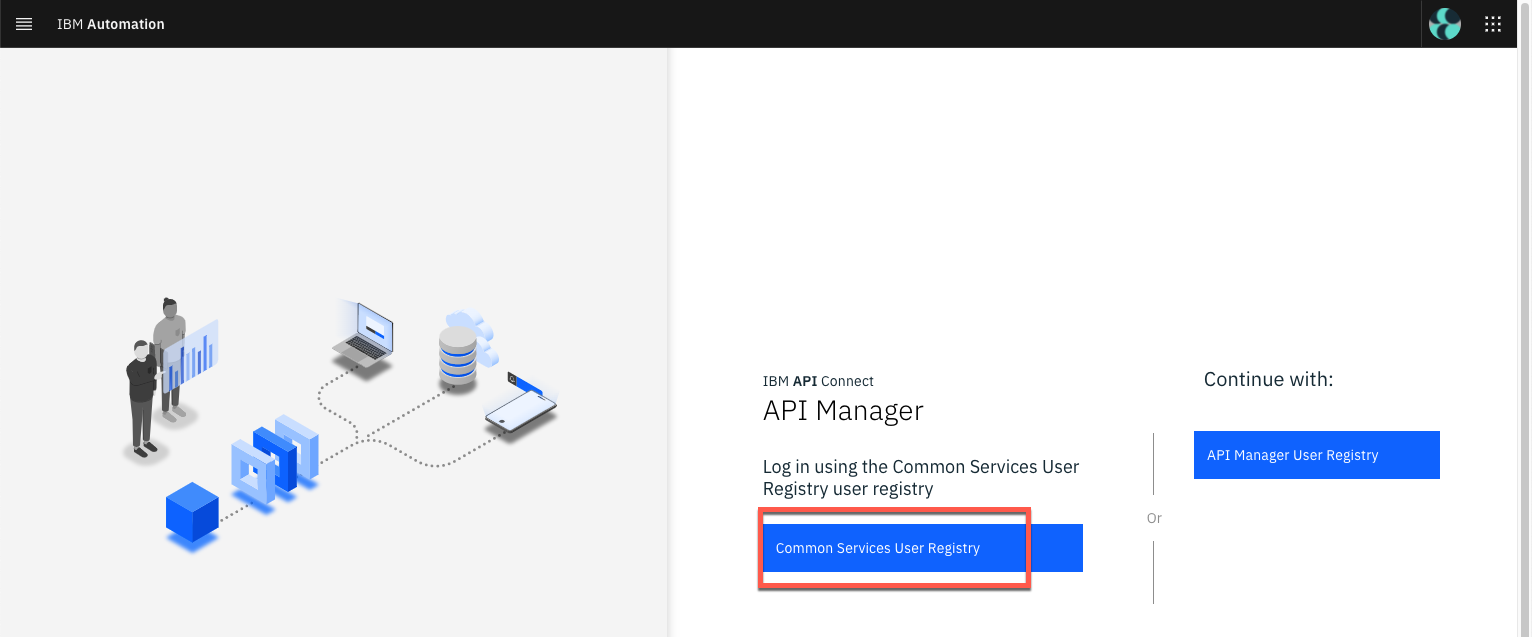 IBM Automation
IBM API Connect
API Manager
Log in using the Common Services User
Registry user registry
Common Services User Registry
Or
Continue with:
API Manager User Registry